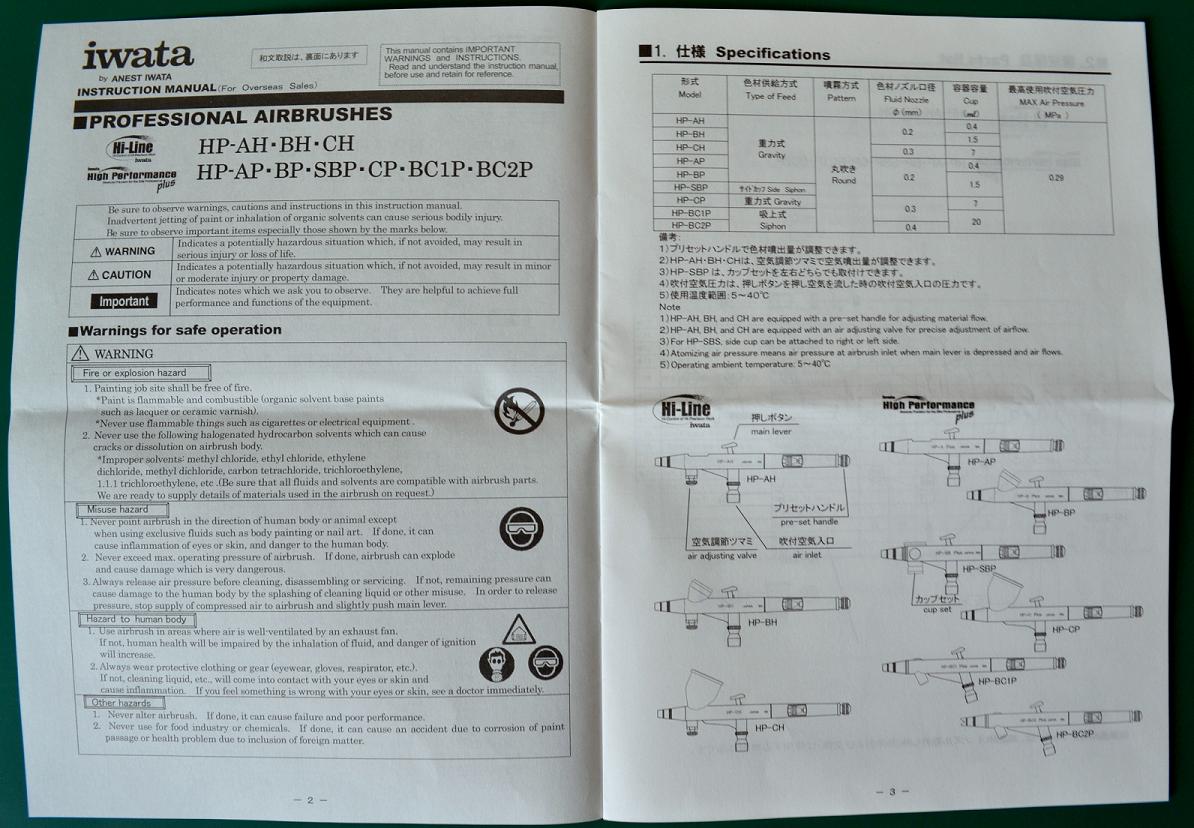 iwata
by ANEST IWATA
INSTRUCTION MANUAL(For Overseas Sales)
和文取説は、裏面にあります
This manual contains IMPORTANT
WARNINGS and INSTRUCTIONS.
Read and understand the instruction manual,
before use and retain for reference.
■PROFESSIONAL AIRBRUSHES
Hi-Line
iwata
HP-AH・BH・CH
High Performance
plus
HP-AP・BP・SBP・CP・BC1P・BC2P
Be sure to observe warnings, cautions and instructions in this instruction manual.
Inadvertent jetting of paint or inhalation of organic solvents can cause serious bodily injury.
Be sure to observe important items especially those shown by the marks below.
⚠ WARNING
Indicates a potentially hazardous situation which, if not avoided, may result in
serious injury or loss of life.
⚠ CAUTION
Indicates a potentially hazardous situation which, if not avoided, may result in minor
or moderate injury or property damage.
Important
Indicates notes which we ask you to observe. They are helpful to achieve full
performance and functions of the equipment.
■Warnings for safe operation
⚠ WARNING
Fire or explosion hazard
1. Painting job site shall be free of fire.
*Paint is flammable and combustible (organic solvent base paints
such as lacquer or ceramic varnish).
*Never use flammable things such as cigarettes or electrical equipment .
2. Never use the following halogenated hydrocarbon solvents which can cause
cracks or dissolution on airbrush body.
*Improper solvents: methyl chloride, ethyl chloride, ethylene
dichloride, methyl dichloride, carbon tetrachloride, trichloroethylene,
1.1.1 trichloroethylene, etc .(Be sure that all fluids and solvents are compatible with airbrush parts.
We are ready to supply details of materials used in the airbrush on request.)
Misuse hazard
1. Never point airbrush in the direction of human body or animal except
when using exclusive fluids such as body painting or nail art. If done, it can
cause inflammation of eyes or skin, and danger to the human body.
2. Never exceed max. operating pressure of airbrush. If done, airbrush can explode
and cause damage which is very dangerous.
3. Always release air pressure before cleaning, disassembling or servicing. If not, remaining pressure can
cause damage to the human body by the splashing of cleaning liquid or other misuse. In order to release
pressure, stop supply of compressed air to airbrush and slightly push main lever.
Hazard to human body
1. Use airbrush in areas where air is well-ventilated by an exhaust fan.
If not, human health will be impaired by the inhalation of fluid, and danger of ignition
will increase.
2. Always wear protective clothing or gear (eyewear, gloves, respirator, etc.).
If not, cleaning liquid, etc., will come into contact with your eyes or skin and
cause inflammation. If you feel something is wrong with your eyes or skin, see a doctor immediately.
Other hazards
1. Never alter airbrush. If done, it can cause failure and poor performance.
2. Never use for food industry or chemicals. If done, it can cause an accident due to corrosion of paint
passage or health problem due to inclusion of foreign matter.
— 2 —
■1. 仕様 Specifications
形式 色材供給方式 噴霧方式 色材ノズル口径 容器容量 最高使用吹付空気圧力
Model Type of Feed Pattern Fluid Nozzle Cup MAX Air Pressure
φ(mm) (㎖) ( MPa )
HP-AH
HP-BH
HP-CH
HP-AP
HP-BP
HP-SBP
HP-CP
HP-BC1P
HP-BC2P
重力式
Gravity
サイドカップ Side Siphon
重力式 Gravity
吸上式
Siphon
丸吹き
Round
0.2
0.3
0.2
0.3
0.4
0.4
1.5
7
0.4
1.5
7
20
0.29
備考:
1)プリセットハンドルで色材噴出量が調整できます。
2)HP-AH・BH・CHは、空気調節ツマミで空気噴出量が調整できます。
3)HP-SBP は、カップセットを左右どちらでも取付けできます。
4)吹付空気圧力は、押しボタンを押し空気を流した時の吹付空気入口の圧力です。
5)使用温度範囲:5～40℃
Note
1)HP-AH, BH, and CH are equipped with a pre-set handle for adjusting material flow.
2)HP-AH, BH, and CH are equipped with an air adjusting valve for precise adjustment of airflow.
3)For HP-SBS, side cup can be attached to right or left side.
4)Atomizing air pressure means air pressure at airbrush inlet when main lever is depressed and air flows.
5)Operating ambient temperature: 5～40℃
Hi-Line
iwata
押しボタン
main lever
HP-AH
プリセットハンドル
pre-set handle
空気調節ツマミ
air adjusting valve
吹付空気入口
air inlet
HP-BH
HP-CH
High Performance
plus
HP-AP
HP-BP
HP-SBP
カップセット
cup set
HP-CP
HP-BC1P
HP-BC2P
— 3 —